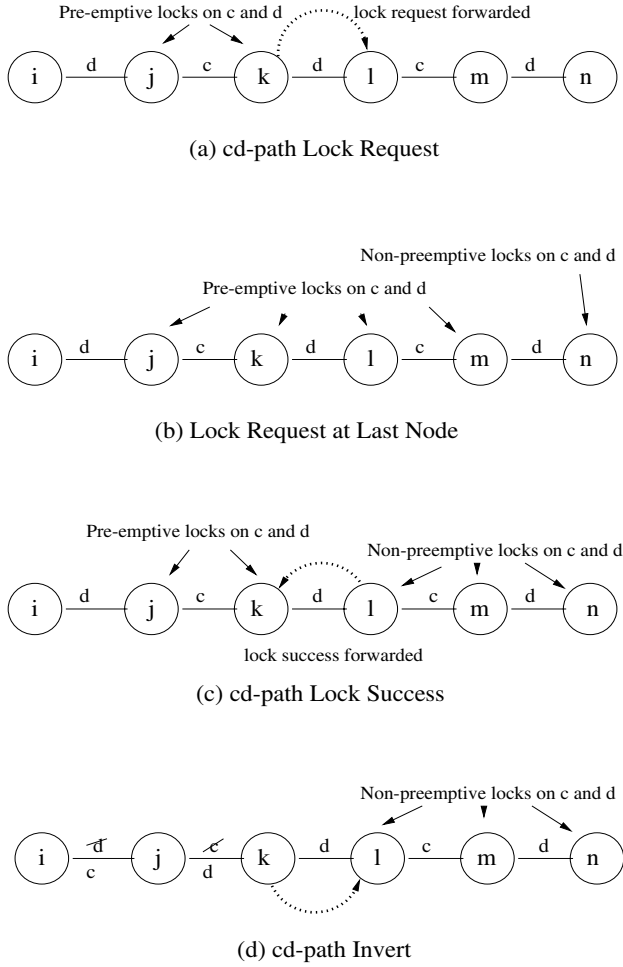 Pre-emptive locks on c and d
lock request forwarded
i d j c k d l c m d n
(a) cd-path Lock Request
Non-preemptive locks on c and d
Pre-emptive locks on c and d
i d j c k d l c m d n
(b) Lock Request at Last Node
Pre-emptive locks on c and d
Non-preemptive locks on c and d
i d j c k d l c m d n
lock success forwarded
(c) cd-path Lock Success
Non-preemptive locks on c and d
i d j c k d l c m d n
c d
(d) cd-path Invert